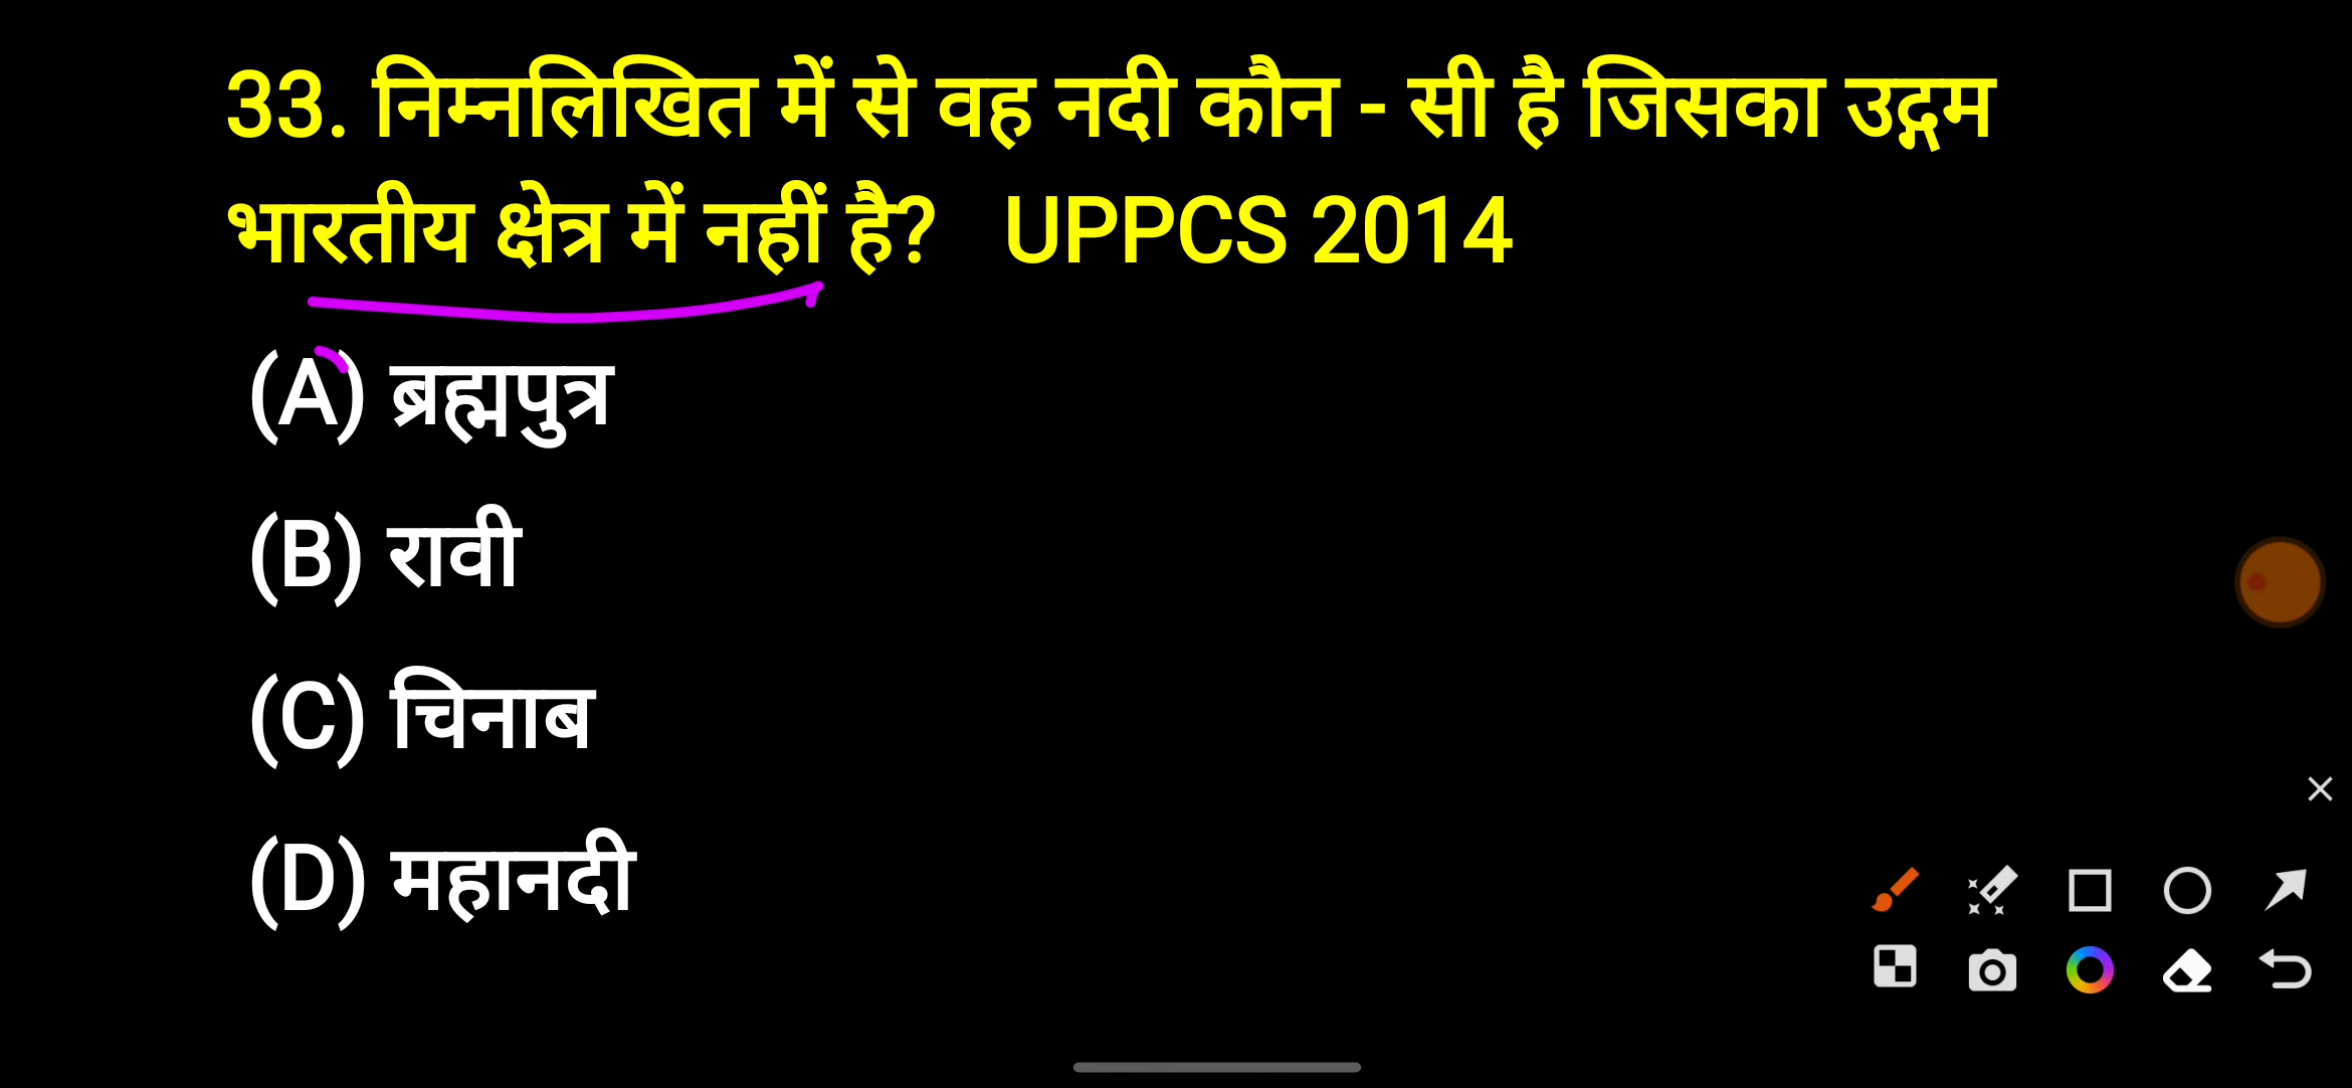 33. निम्नलिखित में से वह नदी कौन - सी है जिसका उद्गम
भारतीय क्षेत्र में नहीं है? UPPCS 2014
(A) ब्रह्मपुत्र
(B) रावी
(C) चिनाब
(D) महानदी